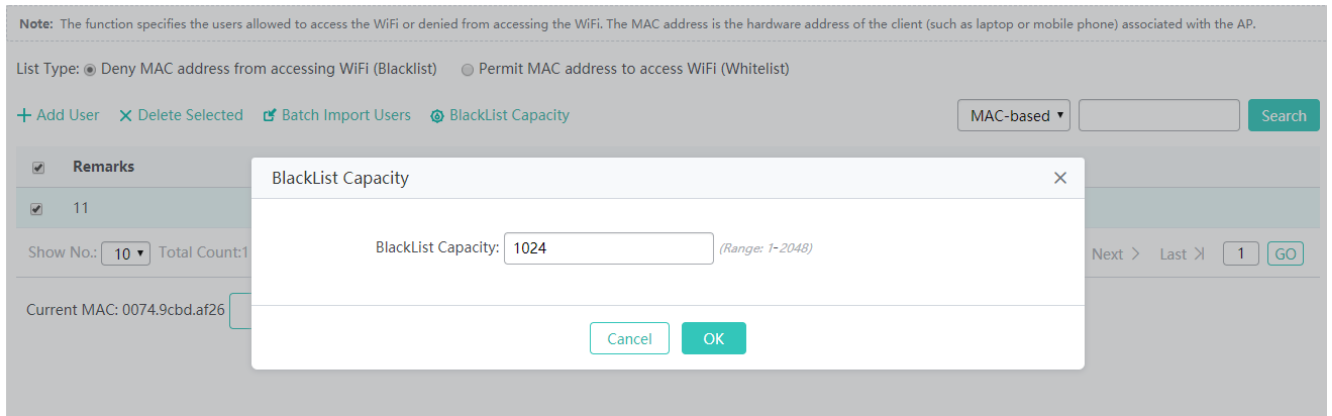 Note: The function specifies the users allowed to access the WiFi or denied from accessing the WiFi. The MAC address is the hardware address of the client (such as laptop or mobile phone) associated with the AP.
List Type: Deny MAC address from accessing WiFi (Blacklist) Permit MAC address to access WiFi (Whitelist)
Add User Delete Selected Batch Import Users BlackList Capacity MAC-based Search
Remarks
BlackList Capacity
11
BlackList Capacity: 1024 (Range: 1-2048)
Show No.: 10 Total Count:1 Next Last 1 GO
Current MAC: 0074.9cbd.af26
Cancel OK